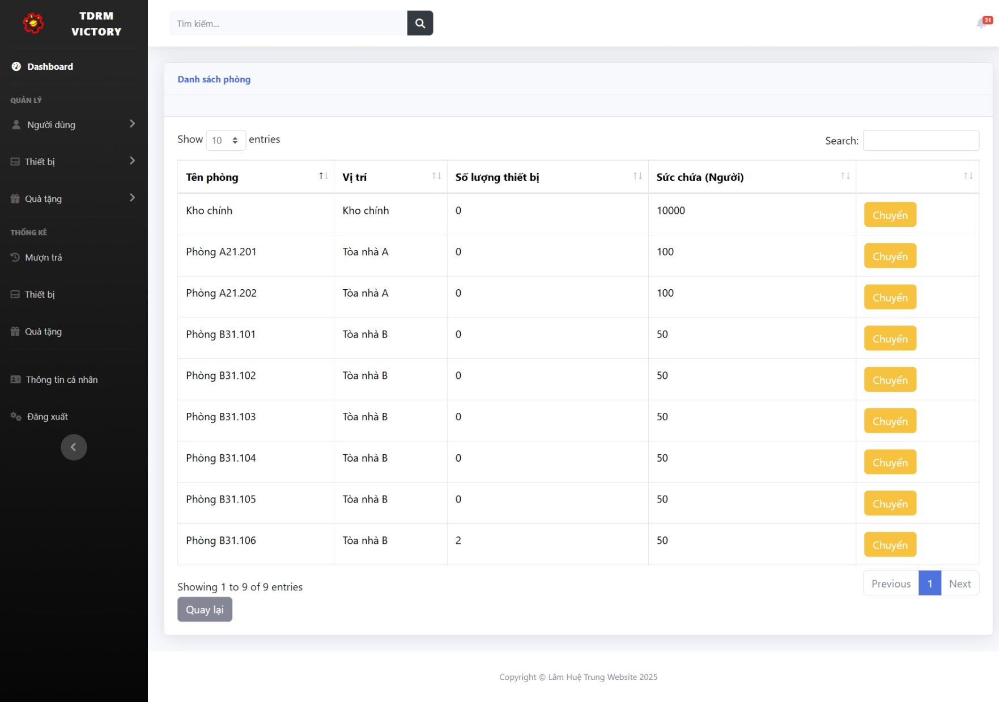 TDRM
VICTORY
Dashboard
QUẢN LÝ
Người dùng
Thiết bị
Quà tặng
THỐNG KÊ
Mượn trả
Thiết bị
Quà tặng
Thông tin cá nhân
Đăng xuất
Tìm kiếm...
31
Danh sách phòng
Show 10 entries
Search:
Tên phòng Vị trí Số lượng thiết bị Sức chứa (Người)
Kho chính Kho chính 0 10000 Chuyển
Phòng A21.201 Tòa nhà A 0 100 Chuyển
Phòng A21.202 Tòa nhà A 0 100 Chuyển
Phòng B31.101 Tòa nhà B 0 50 Chuyển
Phòng B31.102 Tòa nhà B 0 50 Chuyển
Phòng B31.103 Tòa nhà B 0 50 Chuyển
Phòng B31.104 Tòa nhà B 0 50 Chuyển
Phòng B31.105 Tòa nhà B 0 50 Chuyển
Phòng B31.106 Tòa nhà B 2 50 Chuyển
Showing 1 to 9 of 9 entries
Previous 1 Next
Quay lại
Copyright © Lâm Huệ Trung Website 2025